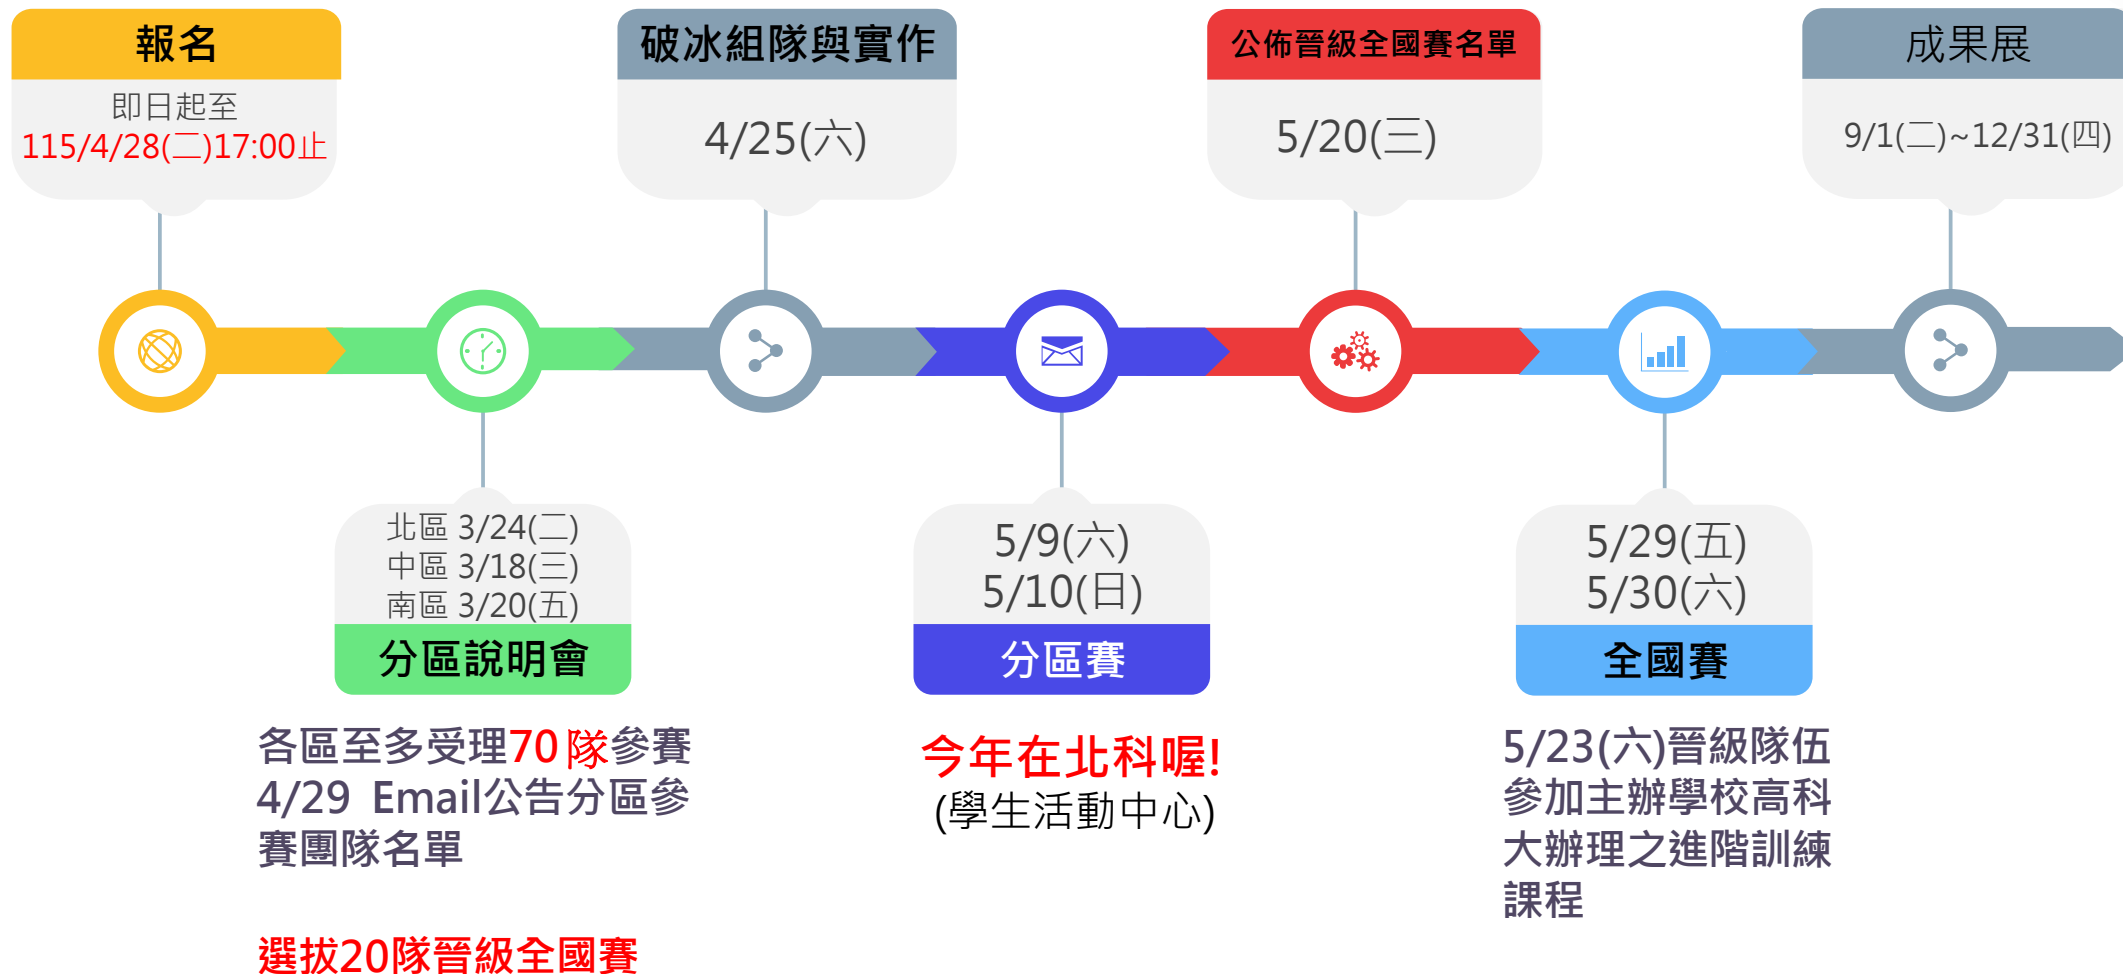 報名
即日起至
115/4/28(二)17:00止
破冰組隊與實作
4/25(六)
公佈晉級全國賽名單
5/20(三)
成果展
9/1(二)~12/31(四)
北區 3/24(二)
中區 3/18(三)
南區 3/20(五)
分區說明會
各區至多受理70隊參賽
4/29 Email公告分區參
賽團隊名單
選拔20隊晉級全國賽
5/9(六)
5/10(日)
分區賽
今年在北科喔!
(學生活動中心)
5/29(五)
5/30(六)
全國賽
5/23(六)晉級隊伍
參加主辦學校高科
大辦理之進階訓練
課程